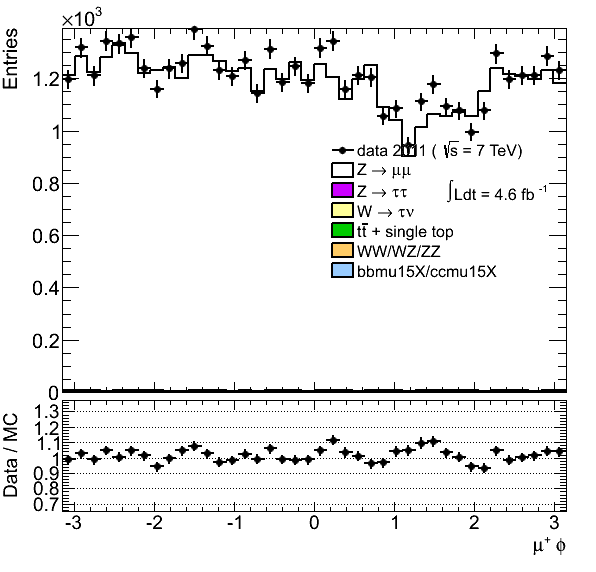 ×10³
Entries
1.2
1
0.8
0.6
0.4
0.2
0
data 2011 ( √s = 7 TeV)
Z → μμ
Z → ττ
∫Ldt = 4.6 fb⁻¹
W → τν
tt̄ + single top
WW/WZ/ZZ
bbmu15X/ccmu15X
Data / MC
1.3
1.2
1.1
1
0.9
0.8
0.7
-3 -2 -1 0 1 2 3
μ⁺ ϕ